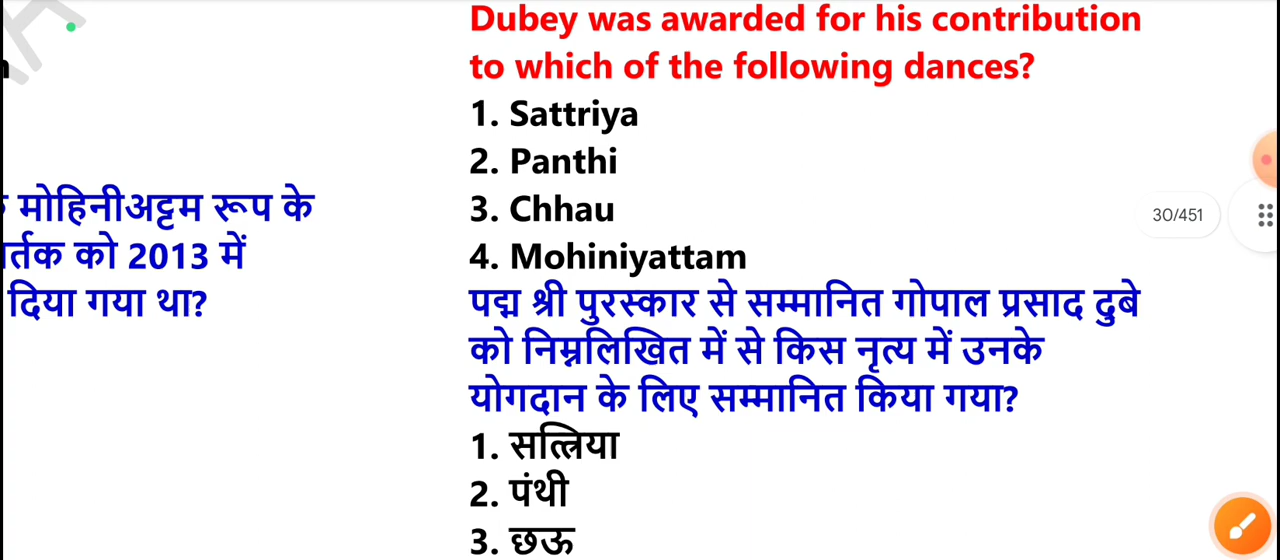 Dubey was awarded for his contribution
to which of the following dances?
1. Sattriya
2. Panthi
3. Chhau
4. Mohiniyattam
पद्म श्री पुरस्कार से सम्मानित गोपाल प्रसाद दुबे
को निम्नलिखित में से किस नृत्य में उनके
योगदान के लिए सम्मानित किया गया?
1. सत्त्रिया
2. पंथी
3. छऊ
मोहिनीअट्टम रूप के
को 2013 में
दिया गया था?
30/451